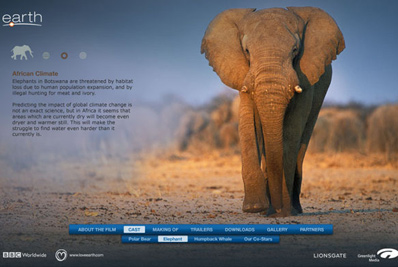 earth
African Climate
Elephants in Botswana are threatened by habitat
loss due to human population expansion, and by
illegal hunting for meat and ivory.
Predicting the impact of global climate change is
not an exact science, but in Africa it seems that
areas which are currently dry will become even
dryer and warmer still. This will make the
struggle to find water even harder than it
currently is.
ABOUT THE FILM CAST MAKING OF TRAILERS DOWNLOADS GALLERY PARTNERS
Polar Bear Elephant Humpback Whale Our Co-Stars
BBC Worldwide www.loveearth.com LIONSGATE Greenlight
Media